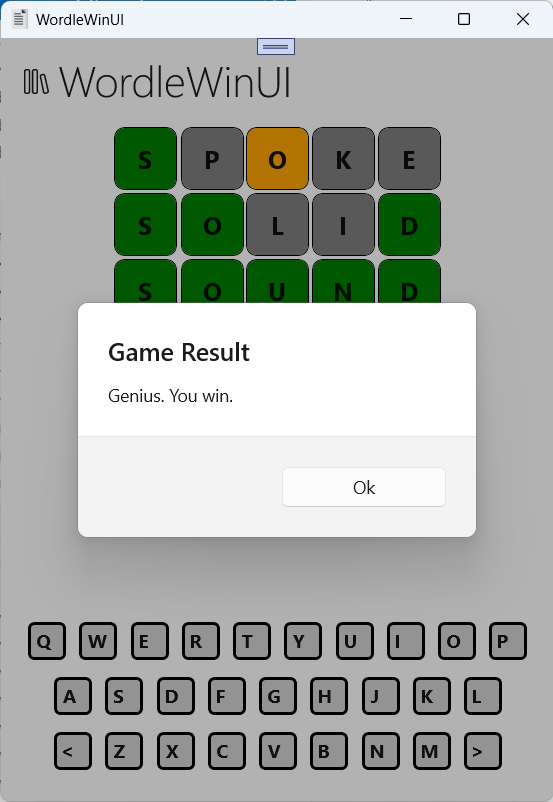 WordleWinUI
WordleWinUI
S P O K E
S O L I D
S O U N D
Game Result
Genius. You win.
Ok
Q W E R T Y U I O P
A S D F G H J K L
< Z X C V B N M >